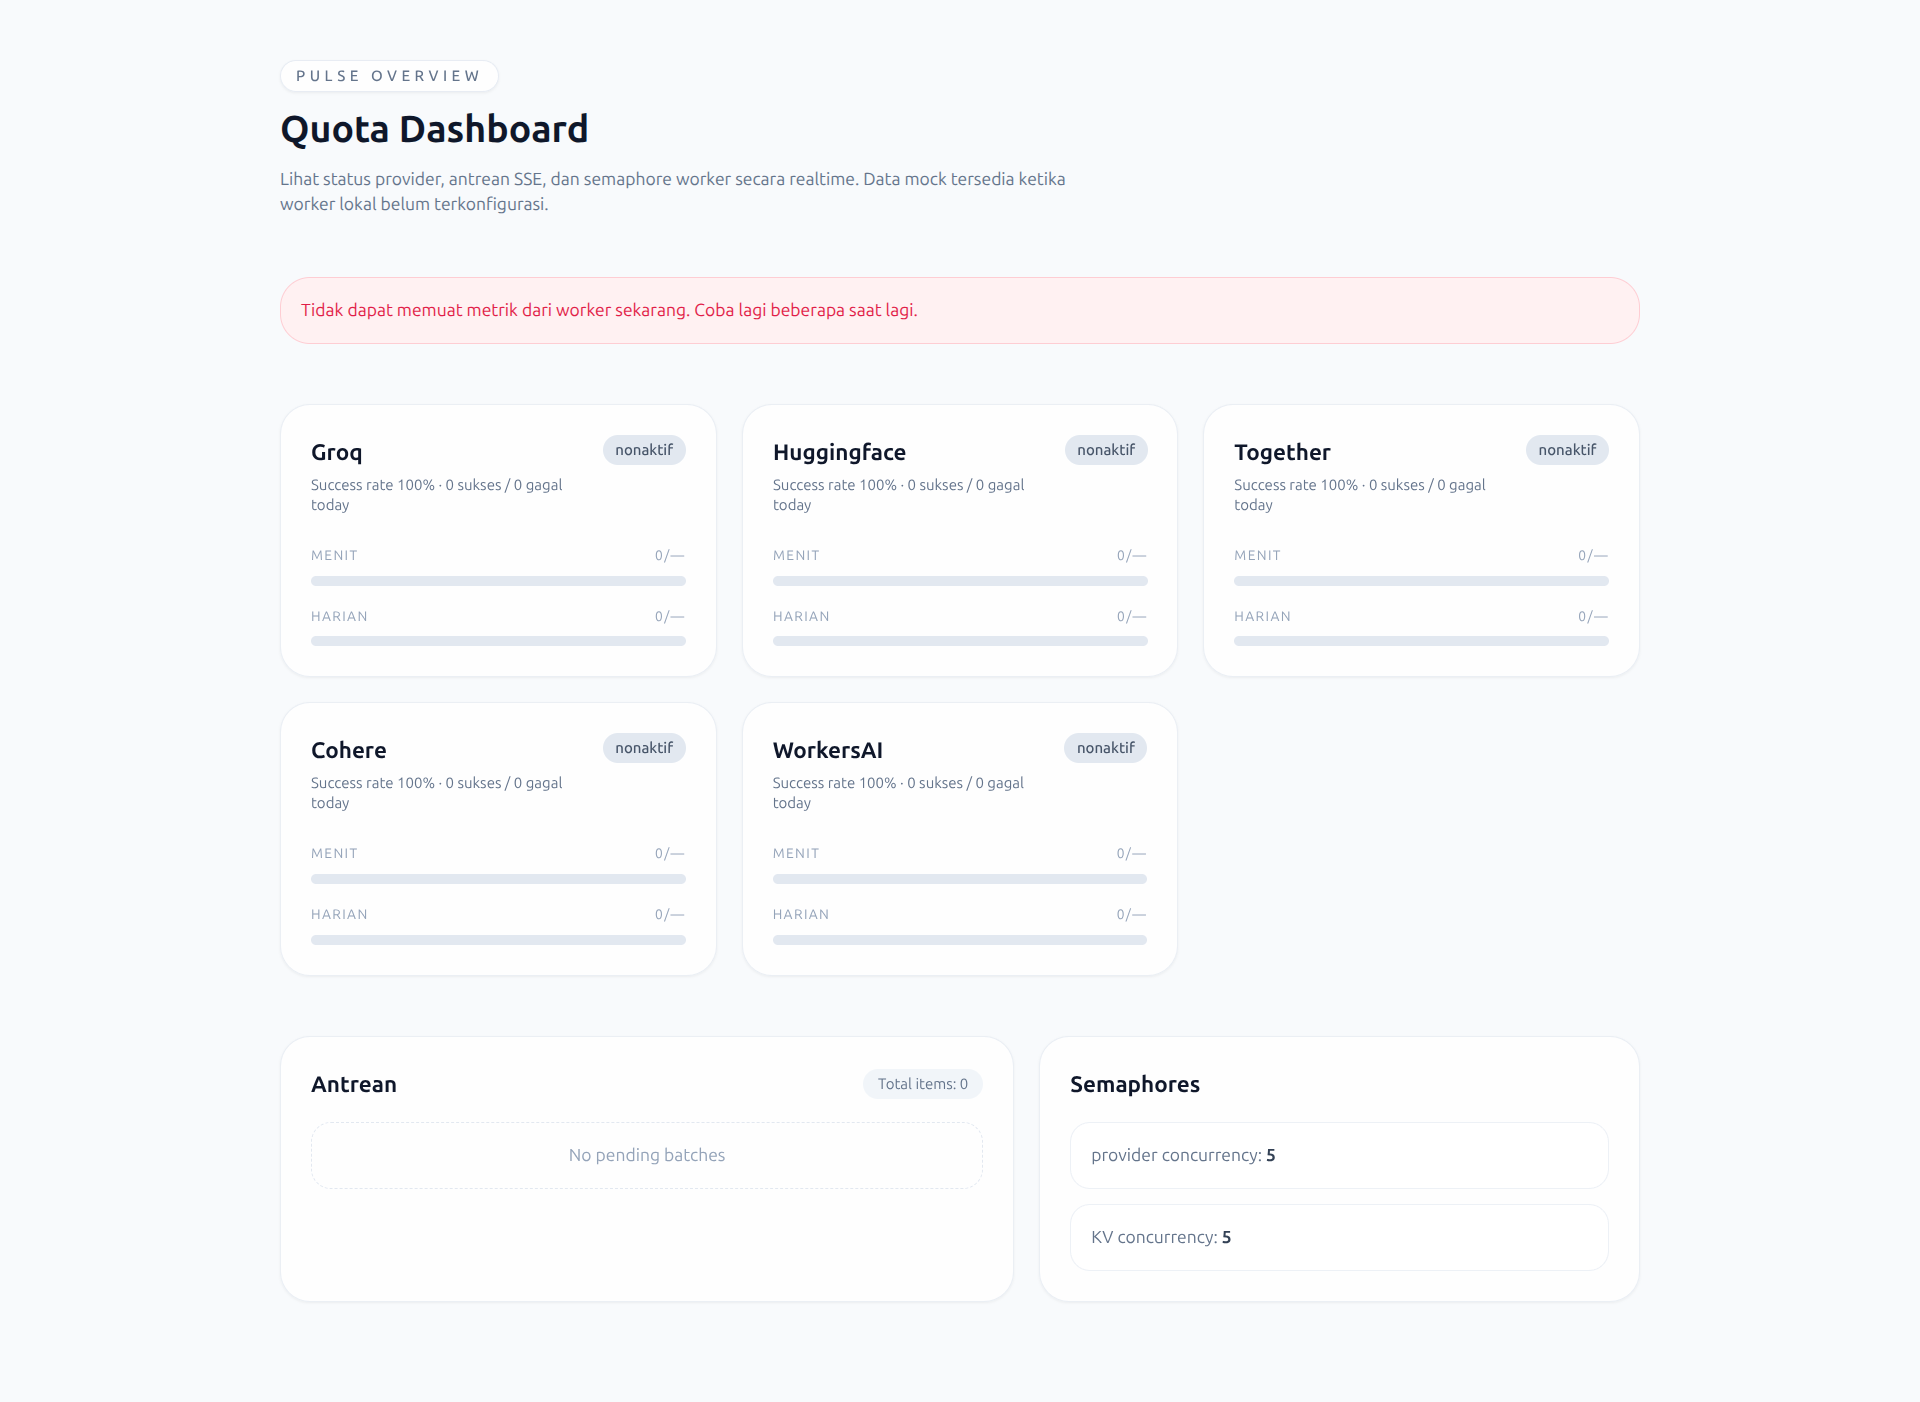 PULSE OVERVIEW
Quota Dashboard
Lihat status provider, antrean SSE, dan semaphore worker secara realtime. Data mock tersedia ketika
worker lokal belum terkonfigurasi.
Tidak dapat memuat metrik dari worker sekarang. Coba lagi beberapa saat lagi.
Groq
nonaktif
Success rate 100% · 0 sukses / 0 gagal
today
MENIT 0/—
HARIAN 0/—
Huggingface
nonaktif
Success rate 100% · 0 sukses / 0 gagal
today
MENIT 0/—
HARIAN 0/—
Together
nonaktif
Success rate 100% · 0 sukses / 0 gagal
today
MENIT 0/—
HARIAN 0/—
Cohere
nonaktif
Success rate 100% · 0 sukses / 0 gagal
today
MENIT 0/—
HARIAN 0/—
WorkersAI
nonaktif
Success rate 100% · 0 sukses / 0 gagal
today
MENIT 0/—
HARIAN 0/—
Antrean
Total items: 0
No pending batches
Semaphores
provider concurrency: 5
KV concurrency: 5